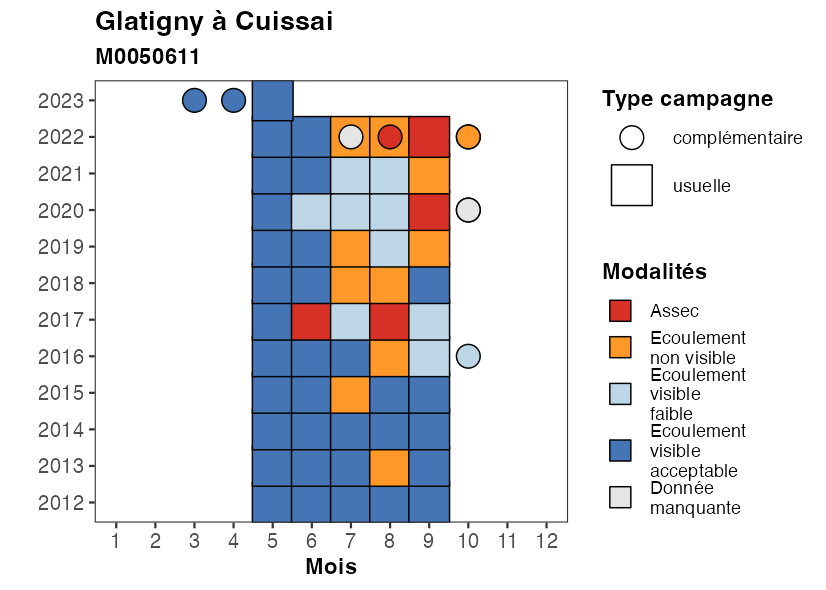 Glatigny à Cuissai
M0050611
2023
2022
2021
2020
2019
2018
2017
2016
2015
2014
2013
2012
1 2 3 4 5 6 7 8 9 10 11 12
Mois
Type campagne
complémentaire
usuelle
Modalités
Assec
Ecoulement
non visible
Ecoulement
visible
faible
Ecoulement
visible
acceptable
Donnée
manquante